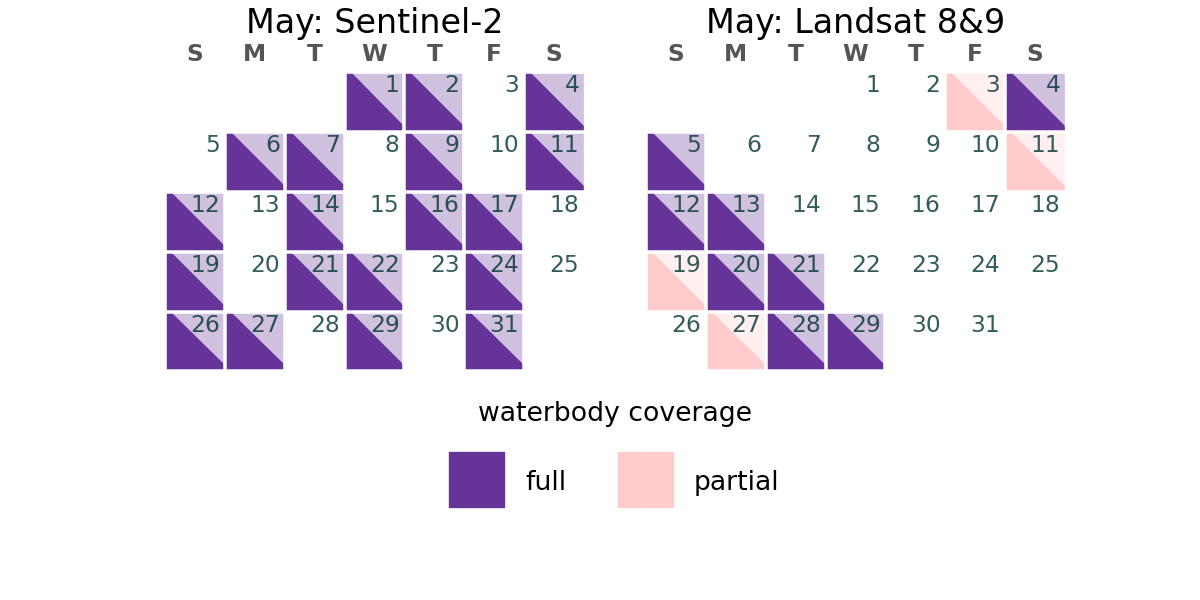 May: Sentinel-2
S M T W T F S
1 2 3 4
5 6 7 8 9 10 11
12 13 14 15 16 17 18
19 20 21 22 23 24 25
26 27 28 29 30 31
May: Landsat 8&9
S M T W T F S
1 2 3 4
5 6 7 8 9 10 11
12 13 14 15 16 17 18
19 20 21 22 23 24 25
26 27 28 29 30 31
waterbody coverage
full partial